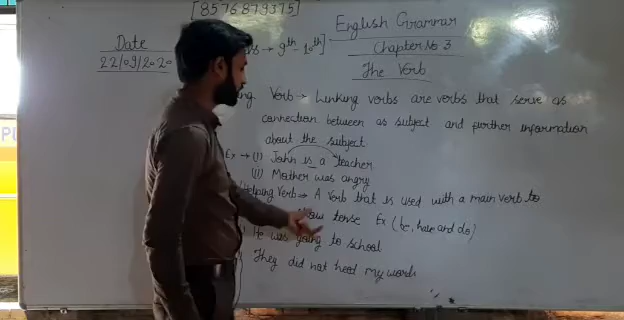 [8576879375]
English Grammar
Date
9th - 10th]
Chapter No 3
22/09/2020
The Verb
Verb → Linking verbs are verbs that serve as
connection between as subject and further information
about the subject.
Ex → (i) John is a teacher
(ii) Mother was angry
Helping Verb → A verb that is used with a main verb to
show tense Ex (be, have and do)
He was going to school
They did not heed my words